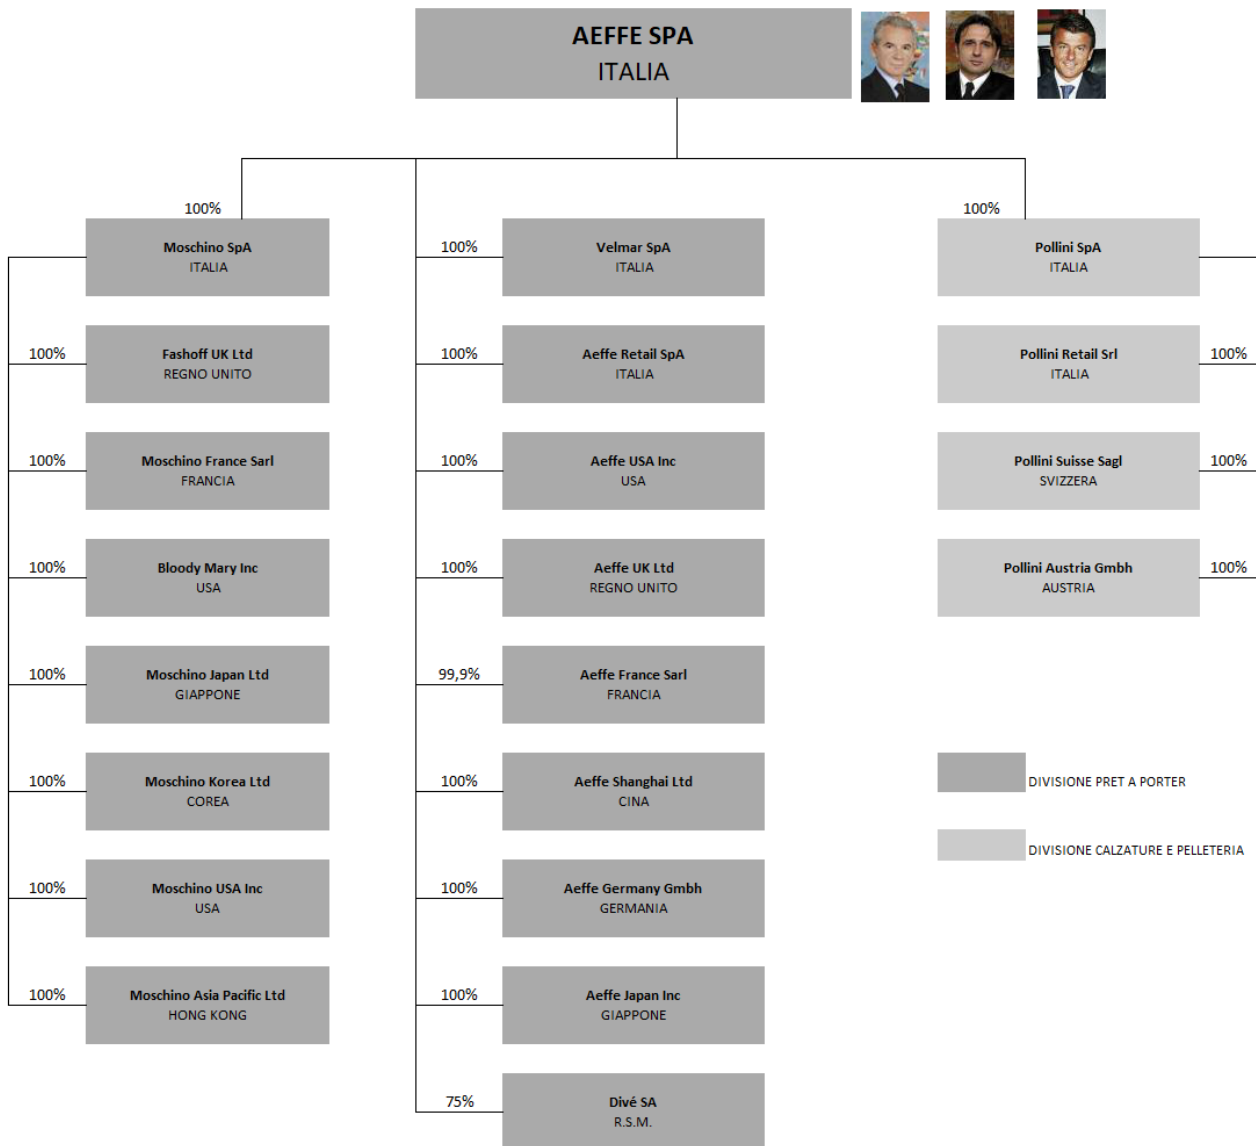 AEFFE SPA
ITALIA
100%
Moschino SpA
ITALIA
100%
Fashoff UK Ltd
REGNO UNITO
100%
Moschino France Sarl
FRANCIA
100%
Bloody Mary Inc
USA
100%
Moschino Japan Ltd
GIAPPONE
100%
Moschino Korea Ltd
COREA
100%
Moschino USA Inc
USA
100%
Moschino Asia Pacific Ltd
HONG KONG
100%
Velmar SpA
ITALIA
100%
Aeffe Retail SpA
ITALIA
100%
Aeffe USA Inc
USA
100%
Aeffe UK Ltd
REGNO UNITO
99,9%
Aeffe France Sarl
FRANCIA
100%
Aeffe Shanghai Ltd
CINA
100%
Aeffe Germany Gmbh
GERMANIA
100%
Aeffe Japan Inc
GIAPPONE
75%
Divé SA
R.S.M.
100%
Pollini SpA
ITALIA
Pollini Retail Srl
ITALIA
100%
Pollini Suisse Sagl
SVIZZERA
100%
Pollini Austria Gmbh
AUSTRIA
100%
DIVISIONE PRET A PORTER
DIVISIONE CALZATURE E PELLETERIA